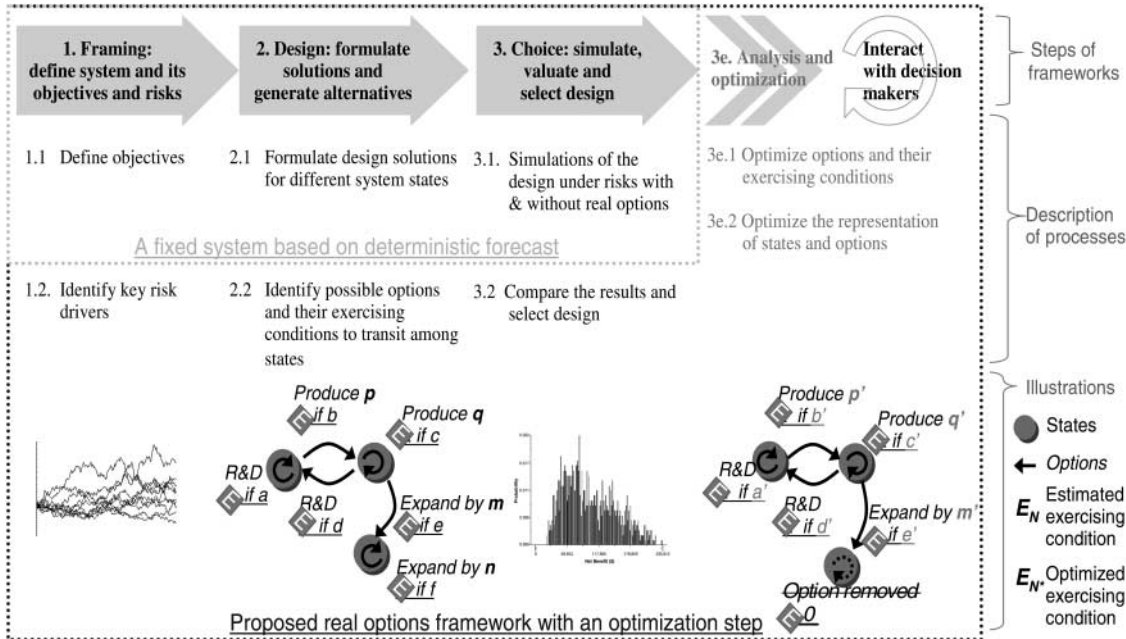 1. Framing:
define system and its
objectives and risks
2. Design: formulate
solutions and
generate alternatives
3. Choice: simulate,
valuate and
select design
3e. Analysis and
optimization
Interact
with decision
makers
Steps of
frameworks
1.1 Define objectives
2.1 Formulate design solutions
for different system states
3.1. Simulations of the
design under risks with
& without real options
3e.1 Optimize options and their
exercising conditions
3e.2 Optimize the representation
of states and options
Description
of processes
A fixed system based on deterministic forecast
1.2. Identify key risk
drivers
2.2 Identify possible options
and their exercising
conditions to transit among
states
3.2 Compare the results and
select design
Produce p
E if b
Produce q
E if c
R&D
E if a
R&D
E if d
Expand by m
E if e
Expand by n
E if f
Probability
Net Benefit ($)
Produce p'
E if b'
Produce q'
E if c'
R&D
E if a'
R&D
E if d'
Expand by m'
E if e'
Option removed
E 0
Illustrations
States
Options
EN Estimated
exercising
condition
EN* Optimized
exercising
condition
Proposed real options framework with an optimization step